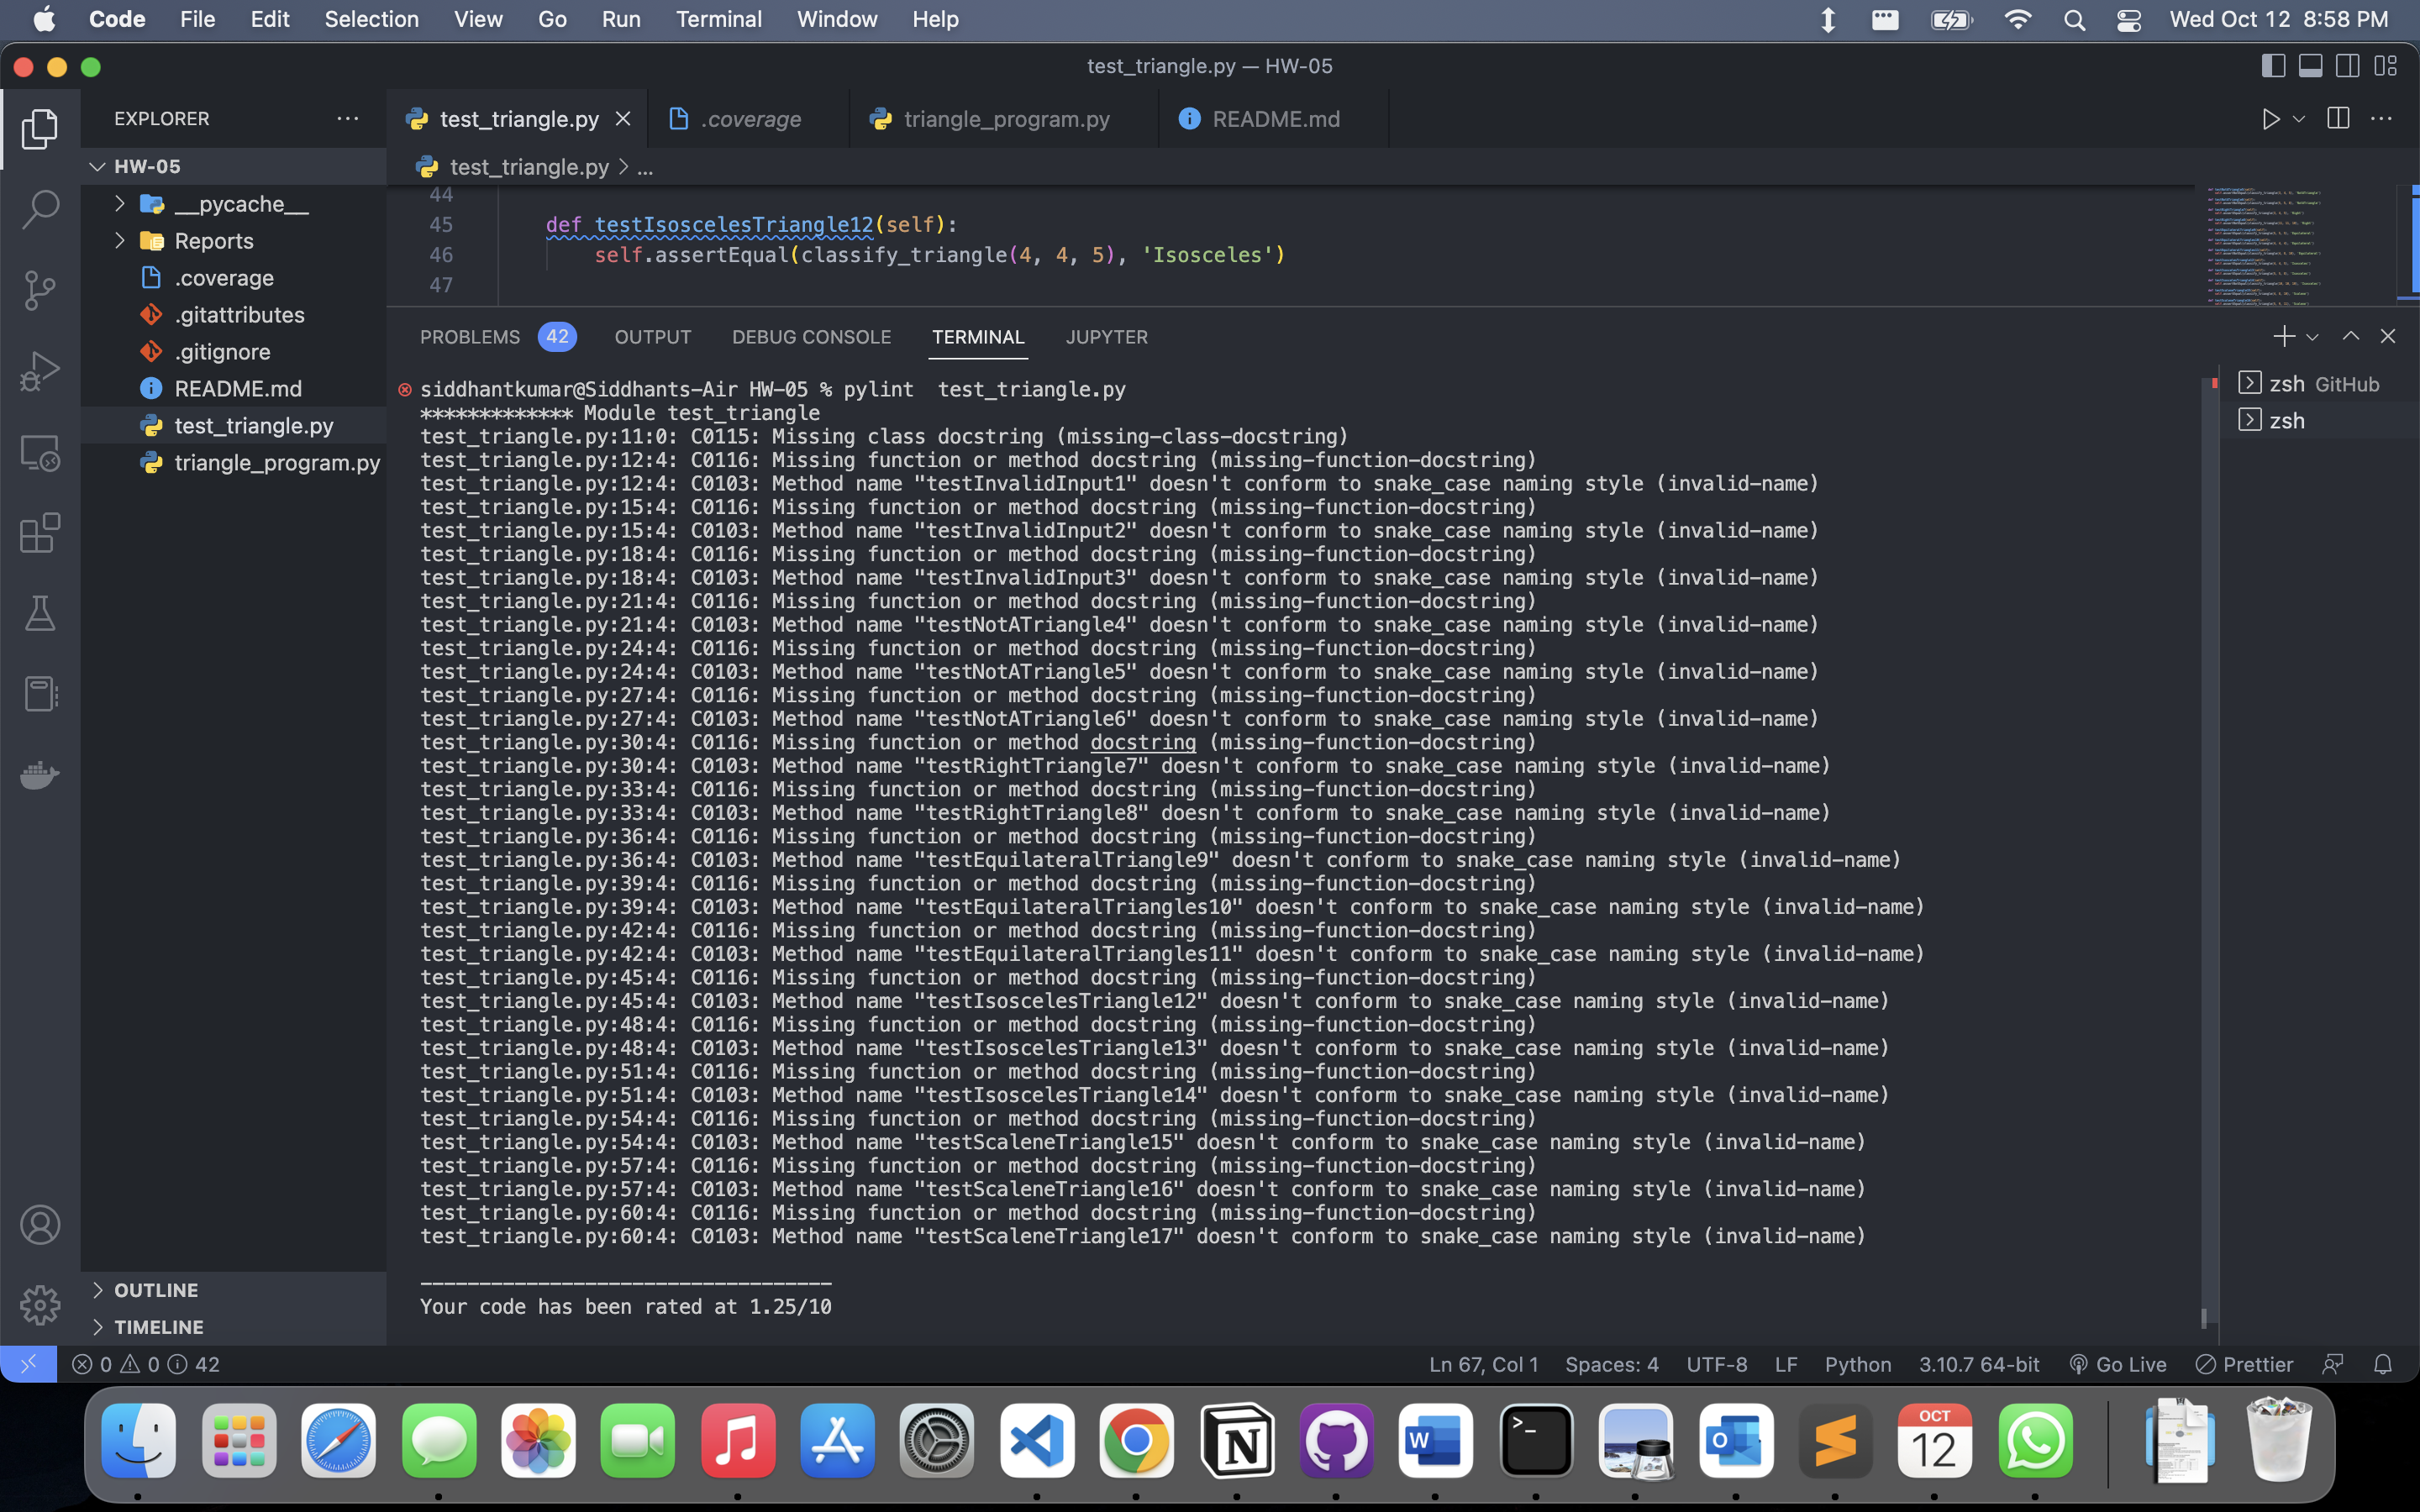 Code File Edit Selection View Go Run Terminal Window Help Wed Oct 12 8:58 PM
test_triangle.py — HW-05
EXPLORER
test_triangle.py .coverage triangle_program.py README.md
HW-05
test_triangle.py > ...
__pycache__
Reports
.coverage
.gitattributes
.gitignore
README.md
test_triangle.py
triangle_program.py
44
45 def testIsoscelesTriangle12(self):
46 self.assertEqual(classify_triangle(4, 4, 5), 'Isosceles')
47
PROBLEMS 42 OUTPUT DEBUG CONSOLE TERMINAL JUPYTER
zsh GitHub
zsh
siddhantkumar@Siddhants-Air HW-05 % pylint  test_triangle.py
************* Module test_triangle
test_triangle.py:11:0: C0115: Missing class docstring (missing-class-docstring)
test_triangle.py:12:4: C0116: Missing function or method docstring (missing-function-docstring)
test_triangle.py:12:4: C0103: Method name "testInvalidInput1" doesn't conform to snake_case naming style (invalid-name)
test_triangle.py:15:4: C0116: Missing function or method docstring (missing-function-docstring)
test_triangle.py:15:4: C0103: Method name "testInvalidInput2" doesn't conform to snake_case naming style (invalid-name)
test_triangle.py:18:4: C0116: Missing function or method docstring (missing-function-docstring)
test_triangle.py:18:4: C0103: Method name "testInvalidInput3" doesn't conform to snake_case naming style (invalid-name)
test_triangle.py:21:4: C0116: Missing function or method docstring (missing-function-docstring)
test_triangle.py:21:4: C0103: Method name "testNotATriangle4" doesn't conform to snake_case naming style (invalid-name)
test_triangle.py:24:4: C0116: Missing function or method docstring (missing-function-docstring)
test_triangle.py:24:4: C0103: Method name "testNotATriangle5" doesn't conform to snake_case naming style (invalid-name)
test_triangle.py:27:4: C0116: Missing function or method docstring (missing-function-docstring)
test_triangle.py:27:4: C0103: Method name "testNotATriangle6" doesn't conform to snake_case naming style (invalid-name)
test_triangle.py:30:4: C0116: Missing function or method docstring (missing-function-docstring)
test_triangle.py:30:4: C0103: Method name "testRightTriangle7" doesn't conform to snake_case naming style (invalid-name)
test_triangle.py:33:4: C0116: Missing function or method docstring (missing-function-docstring)
test_triangle.py:33:4: C0103: Method name "testRightTriangle8" doesn't conform to snake_case naming style (invalid-name)
test_triangle.py:36:4: C0116: Missing function or method docstring (missing-function-docstring)
test_triangle.py:36:4: C0103: Method name "testEquilateralTriangle9" doesn't conform to snake_case naming style (invalid-name)
test_triangle.py:39:4: C0116: Missing function or method docstring (missing-function-docstring)
test_triangle.py:39:4: C0103: Method name "testEquilateralTriangles10" doesn't conform to snake_case naming style (invalid-name)
test_triangle.py:42:4: C0116: Missing function or method docstring (missing-function-docstring)
test_triangle.py:42:4: C0103: Method name "testEquilateralTriangles11" doesn't conform to snake_case naming style (invalid-name)
test_triangle.py:45:4: C0116: Missing function or method docstring (missing-function-docstring)
test_triangle.py:45:4: C0103: Method name "testIsoscelesTriangle12" doesn't conform to snake_case naming style (invalid-name)
test_triangle.py:48:4: C0116: Missing function or method docstring (missing-function-docstring)
test_triangle.py:48:4: C0103: Method name "testIsoscelesTriangle13" doesn't conform to snake_case naming style (invalid-name)
test_triangle.py:51:4: C0116: Missing function or method docstring (missing-function-docstring)
test_triangle.py:51:4: C0103: Method name "testIsoscelesTriangle14" doesn't conform to snake_case naming style (invalid-name)
test_triangle.py:54:4: C0116: Missing function or method docstring (missing-function-docstring)
test_triangle.py:54:4: C0103: Method name "testScaleneTriangle15" doesn't conform to snake_case naming style (invalid-name)
test_triangle.py:57:4: C0116: Missing function or method docstring (missing-function-docstring)
test_triangle.py:57:4: C0103: Method name "testScaleneTriangle16" doesn't conform to snake_case naming style (invalid-name)
test_triangle.py:60:4: C0116: Missing function or method docstring (missing-function-docstring)
test_triangle.py:60:4: C0103: Method name "testScaleneTriangle17" doesn't conform to snake_case naming style (invalid-name)
-----------------------------------
Your code has been rated at 1.25/10
OUTLINE
TIMELINE
0 0 42 Ln 67, Col 1 Spaces: 4 UTF-8 LF Python 3.10.7 64-bit Go Live Prettier
N W >_ O OCT
12